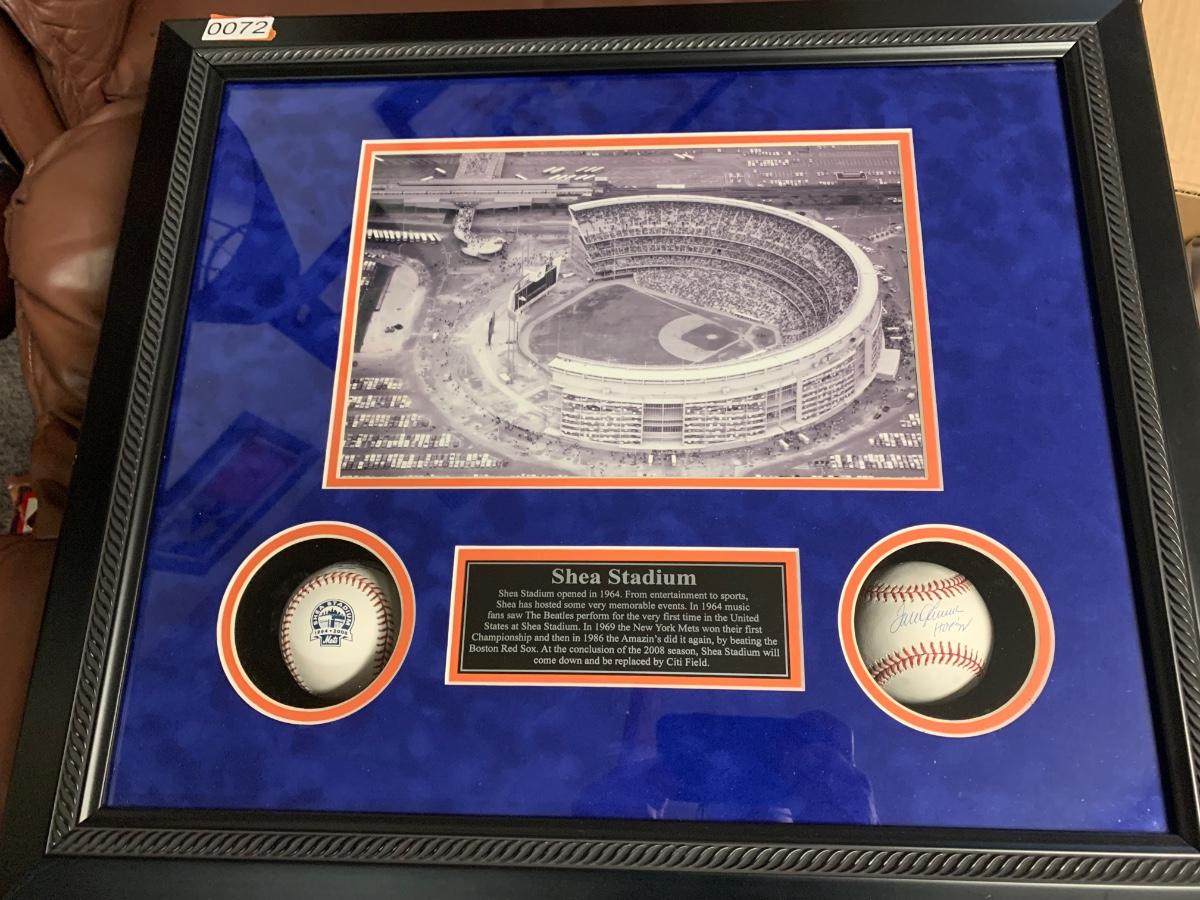 0072
Shea Stadium
Shea Stadium opened in 1964. From entertainment to sports,
Shea has hosted some very memorable events. In 1964 music
fans saw The Beatles perform for the very first time in the United
States at Shea Stadium. In 1969 the New York Mets won their first
Championship and then in 1986 the Amazin's did it again, by beating the
Boston Red Sox. At the conclusion of the 2008 season, Shea Stadium will
come down and be replaced by Citi Field.
SHEA STADIUM
1964 • 2008
Mets
Tom Seaver
HOF 92